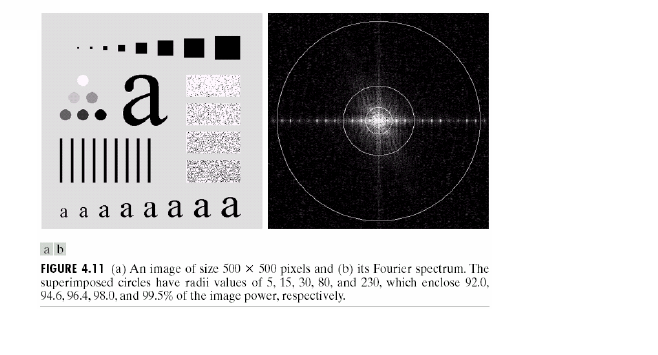 a
a a a a a a a a
a b
FIGURE 4.11 (a) An image of size 500 × 500 pixels and (b) its Fourier spectrum. The
superimposed circles have radii values of 5, 15, 30, 80, and 230, which enclose 92.0,
94.6, 96.4, 98.0, and 99.5% of the image power, respectively.